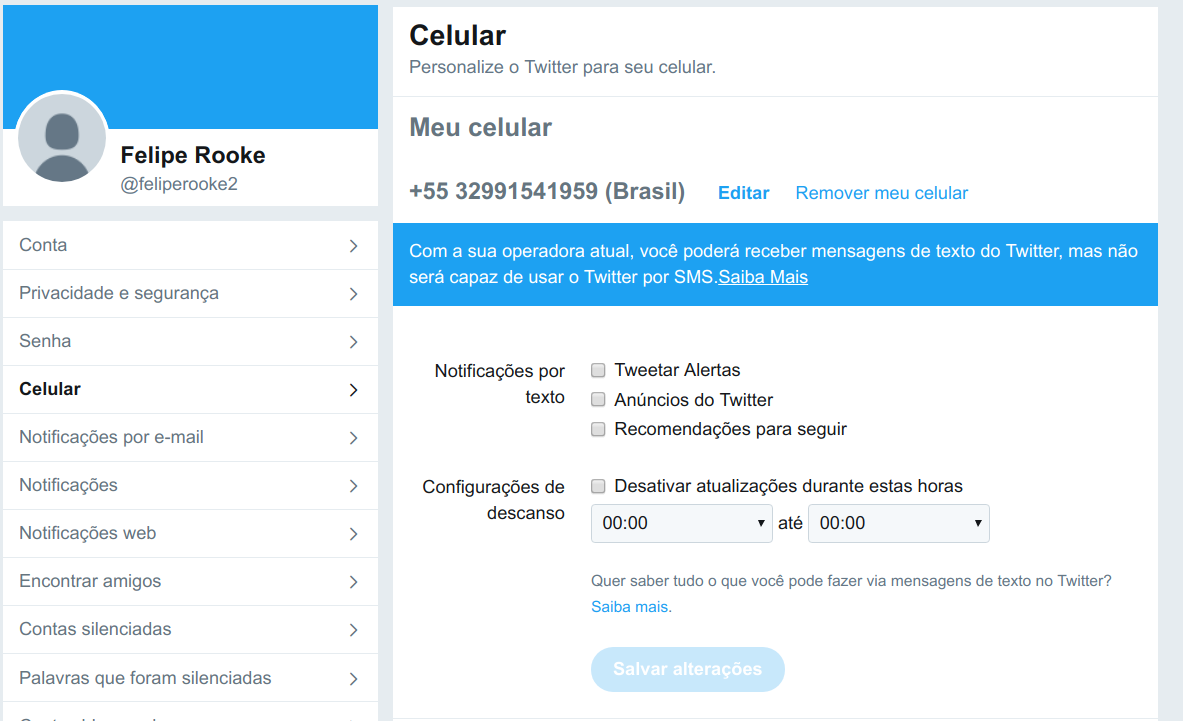 Felipe Rooke
@feliperooke2
Conta
Privacidade e segurança
Senha
Celular
Notificações por e-mail
Notificações
Notificações web
Encontrar amigos
Contas silenciadas
Palavras que foram silenciadas
Celular
Personalize o Twitter para seu celular.
Meu celular
+55 32991541959 (Brasil) Editar Remover meu celular
Com a sua operadora atual, você poderá receber mensagens de texto do Twitter, mas não
será capaz de usar o Twitter por SMS.Saiba Mais
Notificações por
texto
Tweetar Alertas
Anúncios do Twitter
Recomendações para seguir
Configurações de
descanso
Desativar atualizações durante estas horas
00:00 até 00:00
Quer saber tudo o que você pode fazer via mensagens de texto no Twitter?
Saiba mais.
Salvar alterações